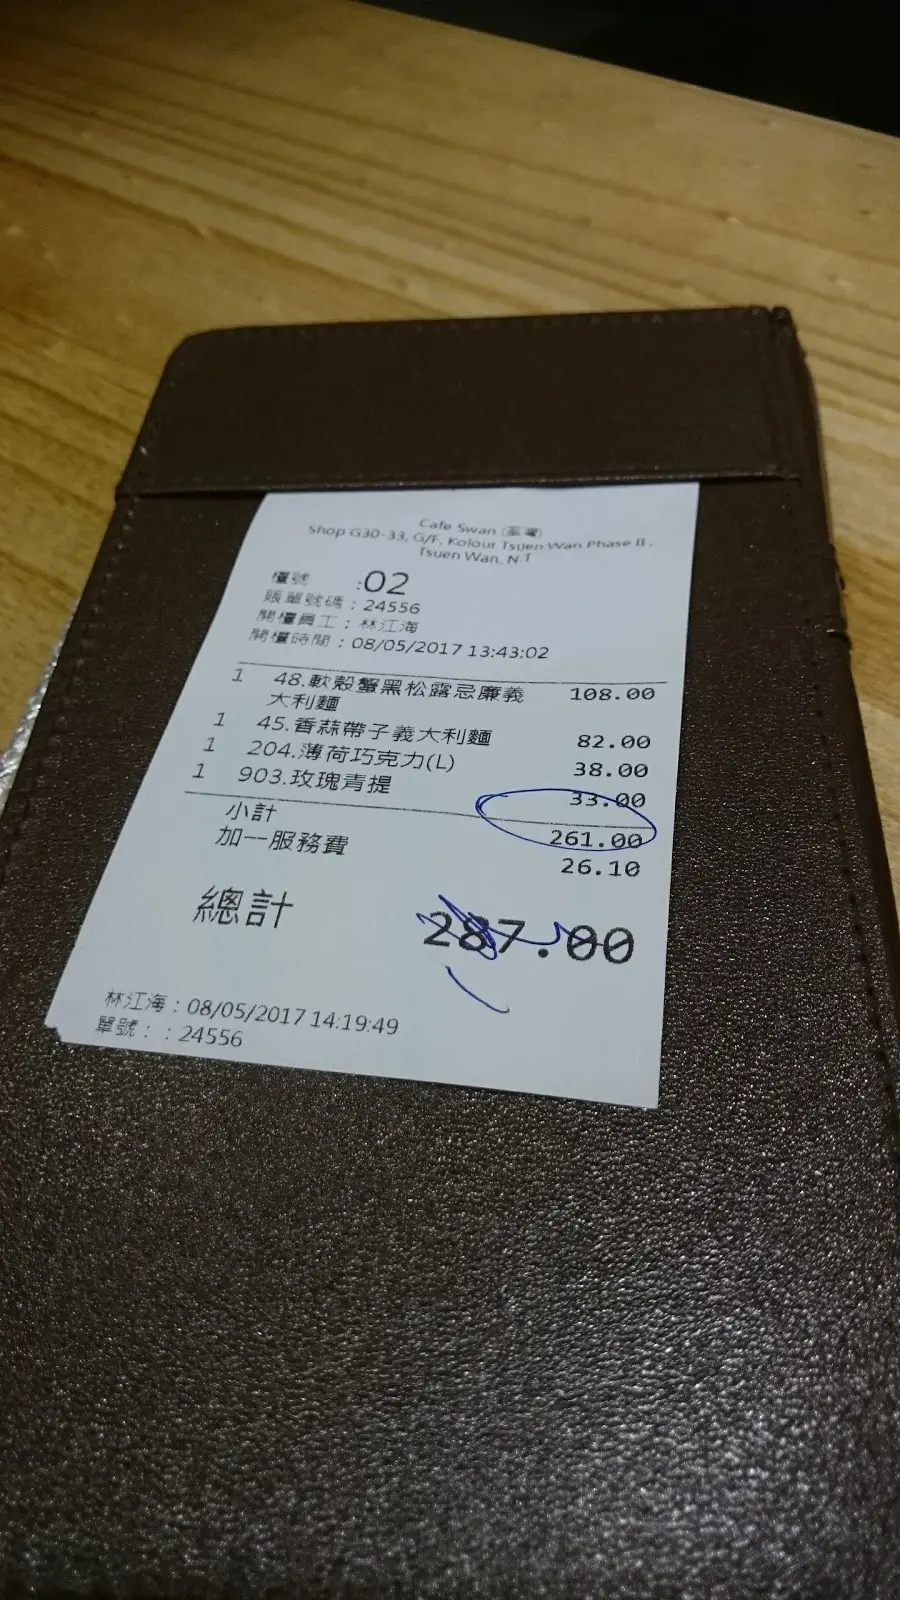 Cafe Swan (荃灣)
Shop G30-33, G/F, Kolour Tsuen Wan Phase II,
Tsuen Wan, N.T
檯號 :02
賬單號碼：24556
開檯員工：林江海
開檯時間：08/05/2017 13:43:02
1 48.軟殼蟹黑松露忌廉義 108.00
大利麵
1 45.香蒜帶子義大利麵 82.00
1 204.薄荷巧克力(L) 38.00
1 903.玫瑰青提 33.00
小計 261.00
加一服務費 26.10
總計 287.00
林江海：08/05/2017 14:19:49
單號：：24556